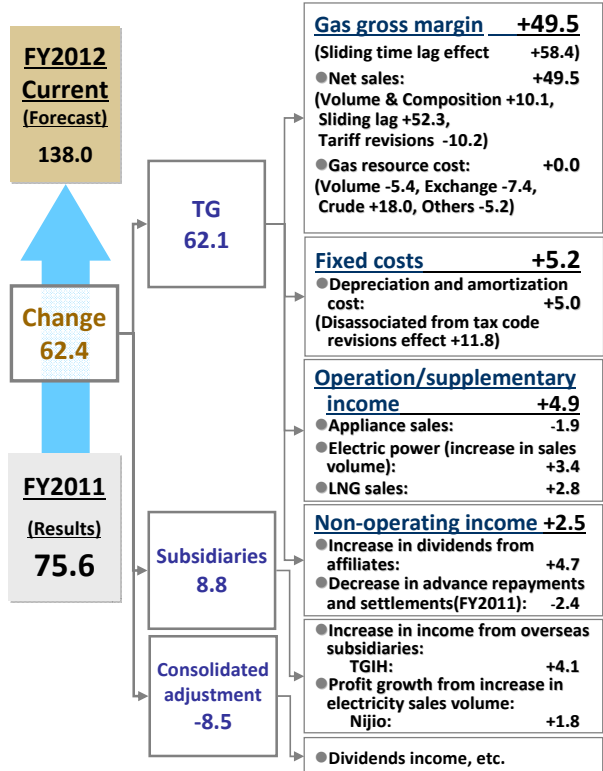 FY2012
Current
(Forecast)
138.0
Change
62.4
FY2011
(Results)
75.6
TG
62.1
Subsidiaries
8.8
Consolidated
adjustment
-8.5
Gas gross margin +49.5
(Sliding time lag effect +58.4)
●Net sales: +49.5
(Volume & Composition +10.1,
Sliding lag +52.3,
Tariff revisions -10.2)
●Gas resource cost: +0.0
(Volume -5.4, Exchange -7.4,
Crude +18.0, Others -5.2)
Fixed costs +5.2
●Depreciation and amortization
cost: +5.0
(Disassociated from tax code
revisions effect +11.8)
Operation/supplementary
income +4.9
●Appliance sales: -1.9
●Electric power (increase in sales
volume): +3.4
●LNG sales: +2.8
Non-operating income +2.5
●Increase in dividends from
affiliates: +4.7
●Decrease in advance repayments
and settlements(FY2011): -2.4
●Increase in income from overseas
subsidiaries:
TGIH: +4.1
●Profit growth from increase in
electricity sales volume:
Nijio: +1.8
●Dividends income, etc.